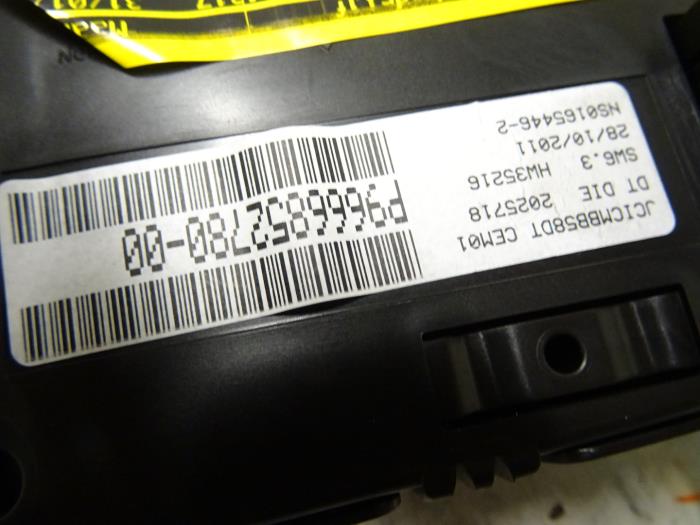 JCICMBB58DT CEM01
DT DIE 2025718
SW6.3 HW35216
28/10/2011
NS0165446-2
P9666852780-00